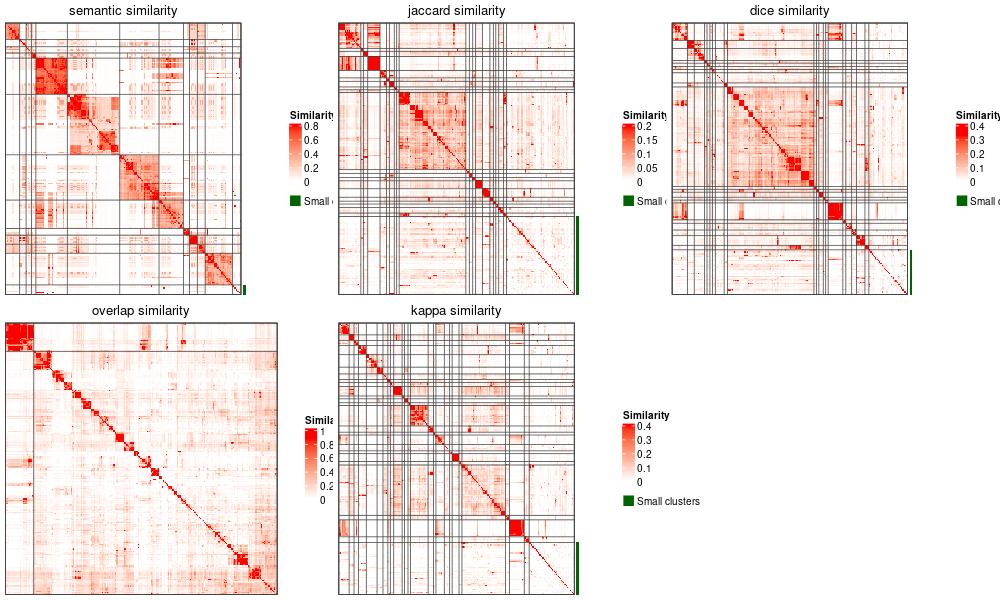 semantic similarity
Similarity
0.8
0.6
0.4
0.2
0
Small c
jaccard similarity
Similarity
0.2
0.15
0.1
0.05
0
Small c
dice similarity
Similarity
0.4
0.3
0.2
0.1
0
Small c
overlap similarity
Simila
1
0.8
0.6
0.4
0.2
0
kappa similarity
Similarity
0.4
0.3
0.2
0.1
0
Small clusters